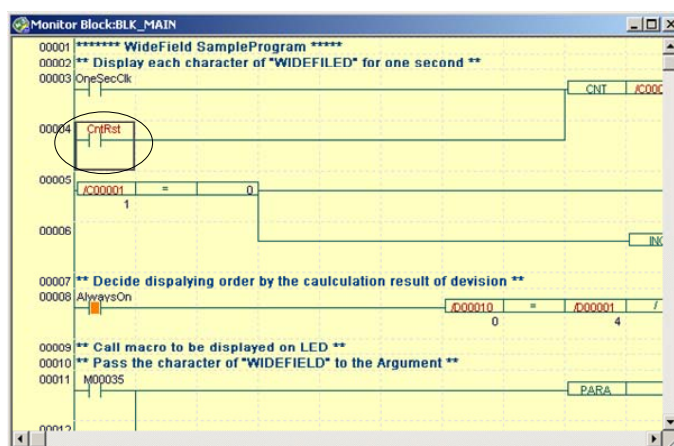 Monitor Block:BLK_MAIN
00001 ******* WideField SampleProgram *****
00002 ** Display each character of "WIDEFILED" for one second **
00003 OneSecClk
CNT /C000
00004 CntRst
00005 /C00001 = 0
1
00006
INC
00007 ** Decide dispalying order by the caulculation result of devision **
00008 AlwaysOn
/D00010 = /D00001 /
0 4
00009 ** Call macro to be displayed on LED **
00010 ** Pass the character of "WIDEFIELD" to the Argument **
00011 M00035
PARA
00012